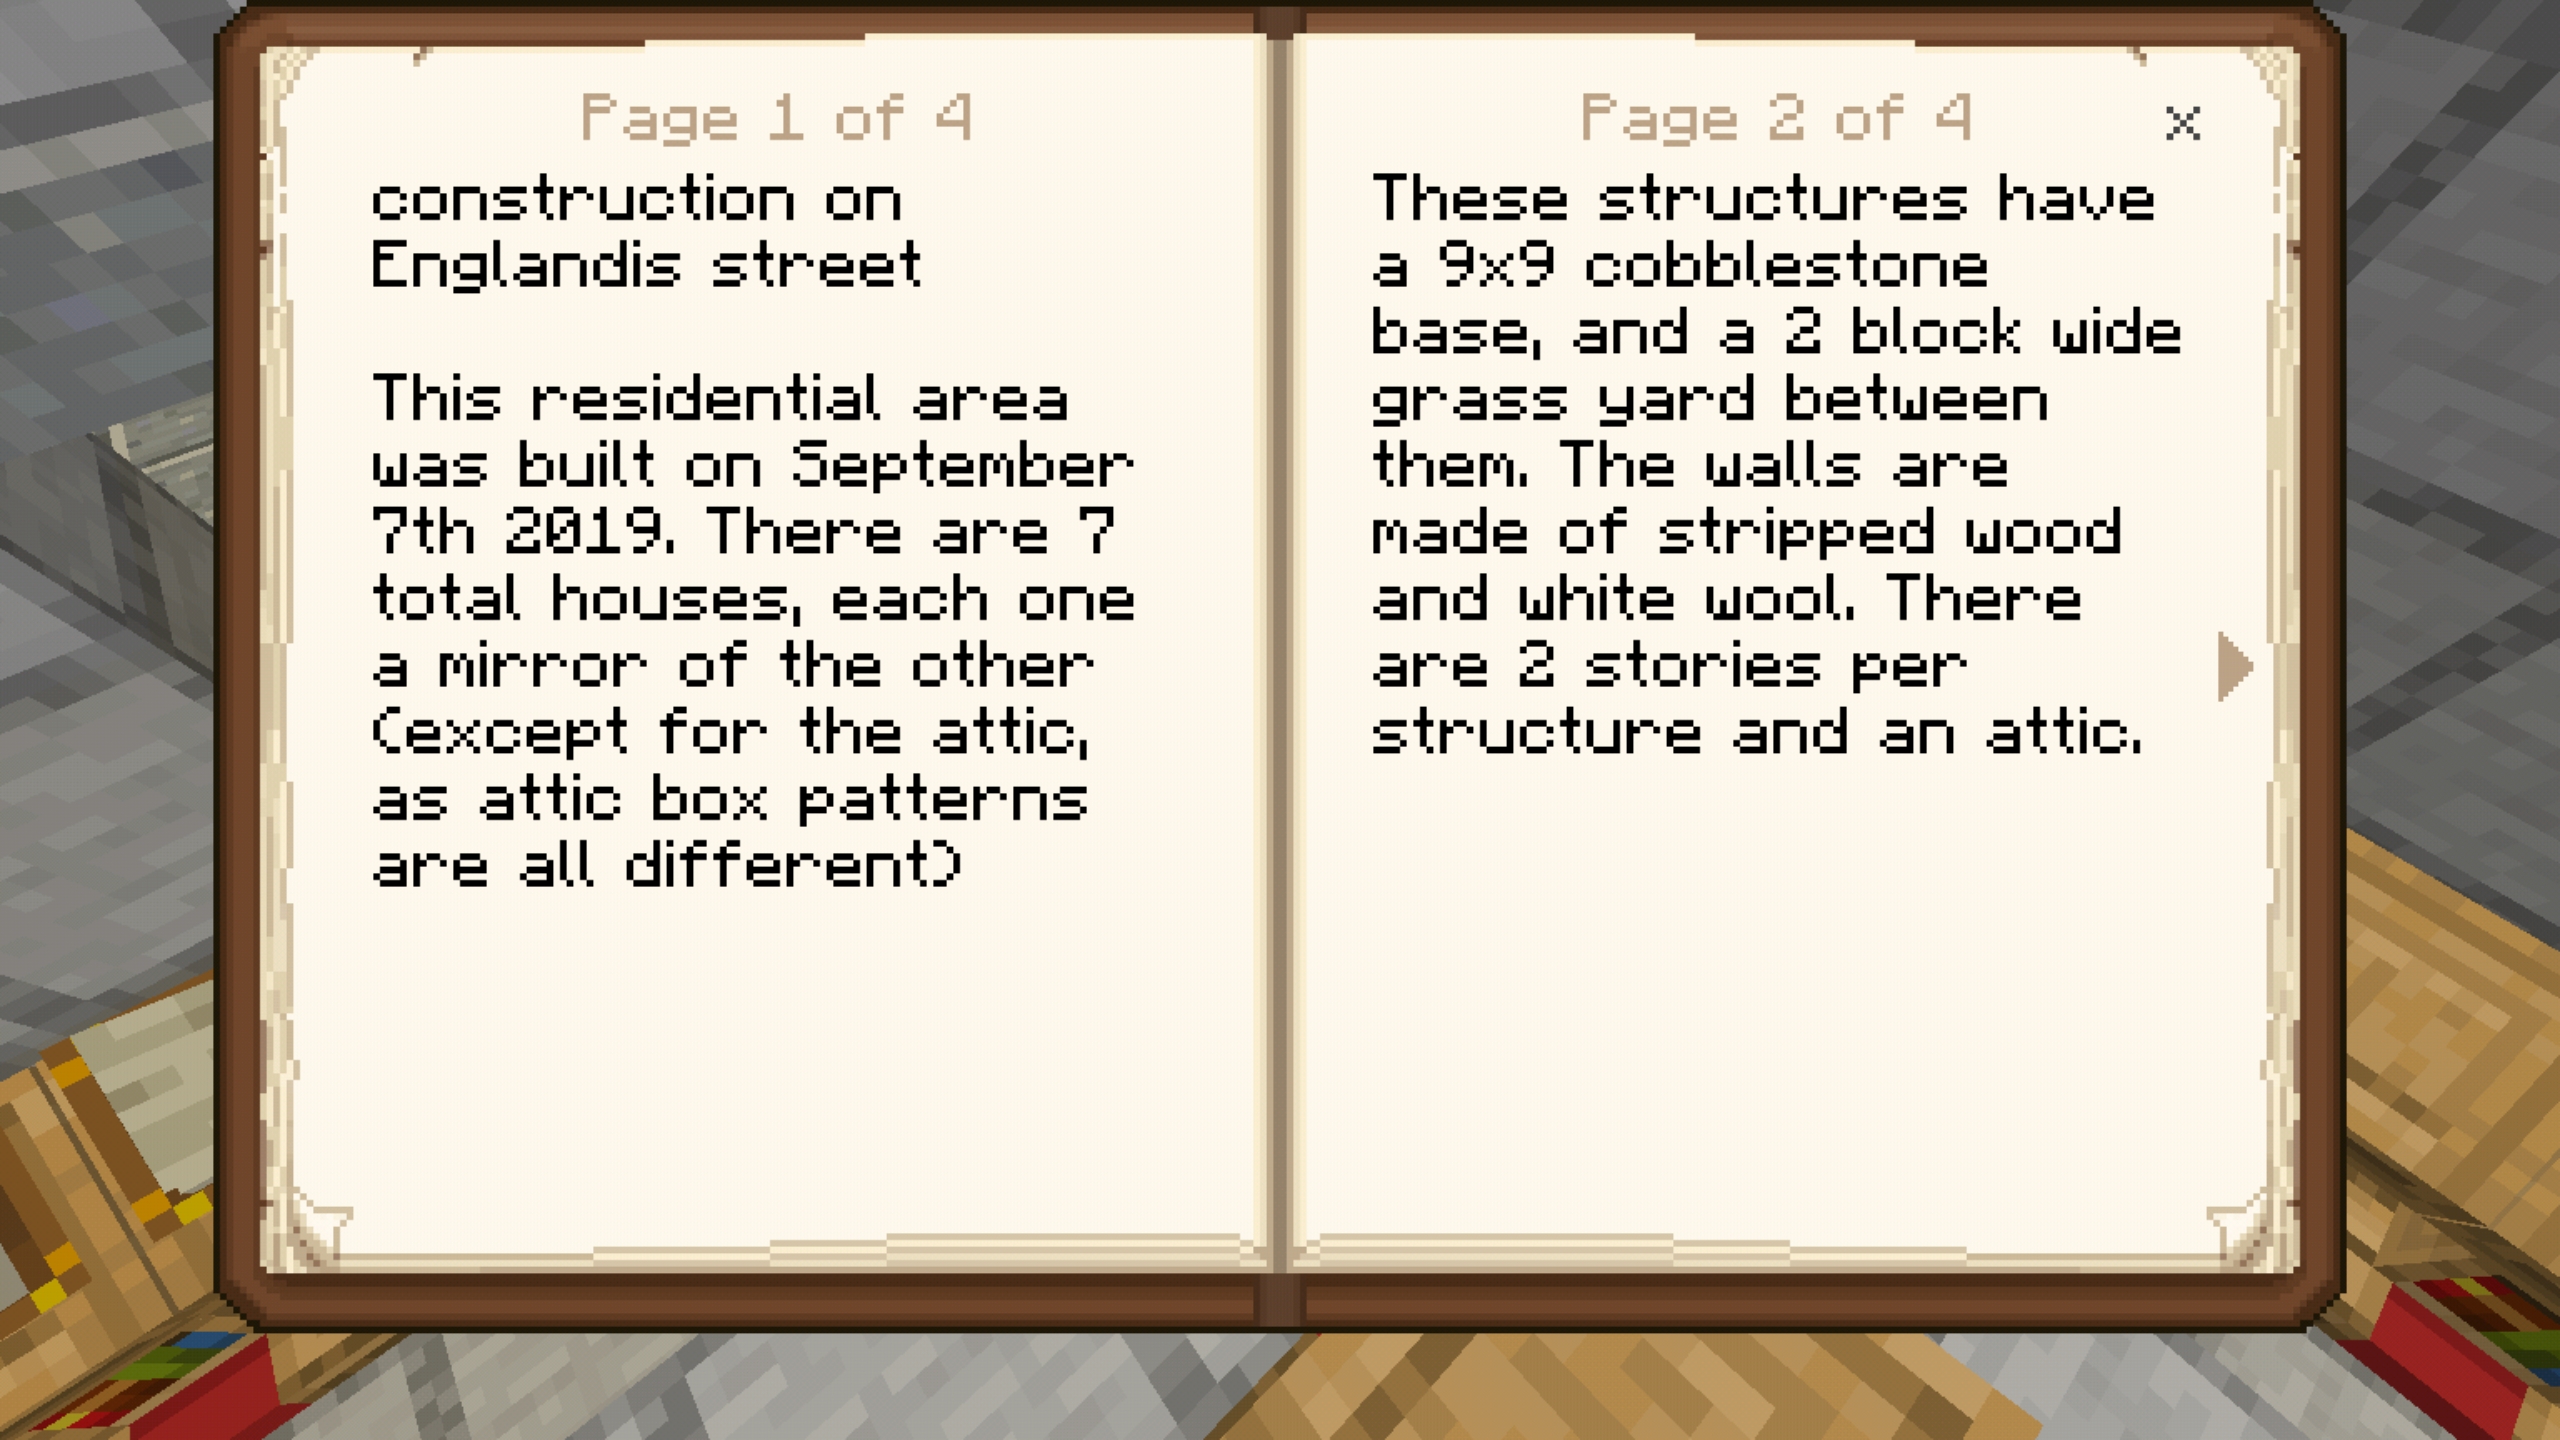 Page 1 of 4
construction on
Englandis street
This residential area
was built on September
7th 2019. There are 7
total houses, each one
a mirror of the other
(except for the attic,
as attic box patterns
are all different)
Page 2 of 4
x
These structures have
a 9x9 cobblestone
base, and a 2 block wide
grass yard between
them. The walls are
made of stripped wood
and white wool. There
are 2 stories per
structure and an attic.